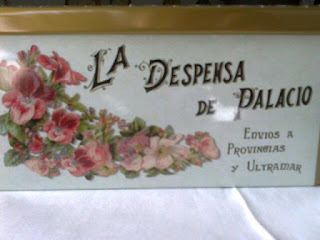 LA DESPENSA
DE PALACIO
ENVIOS A
PROVINCIAS
Y ULTRAMAR